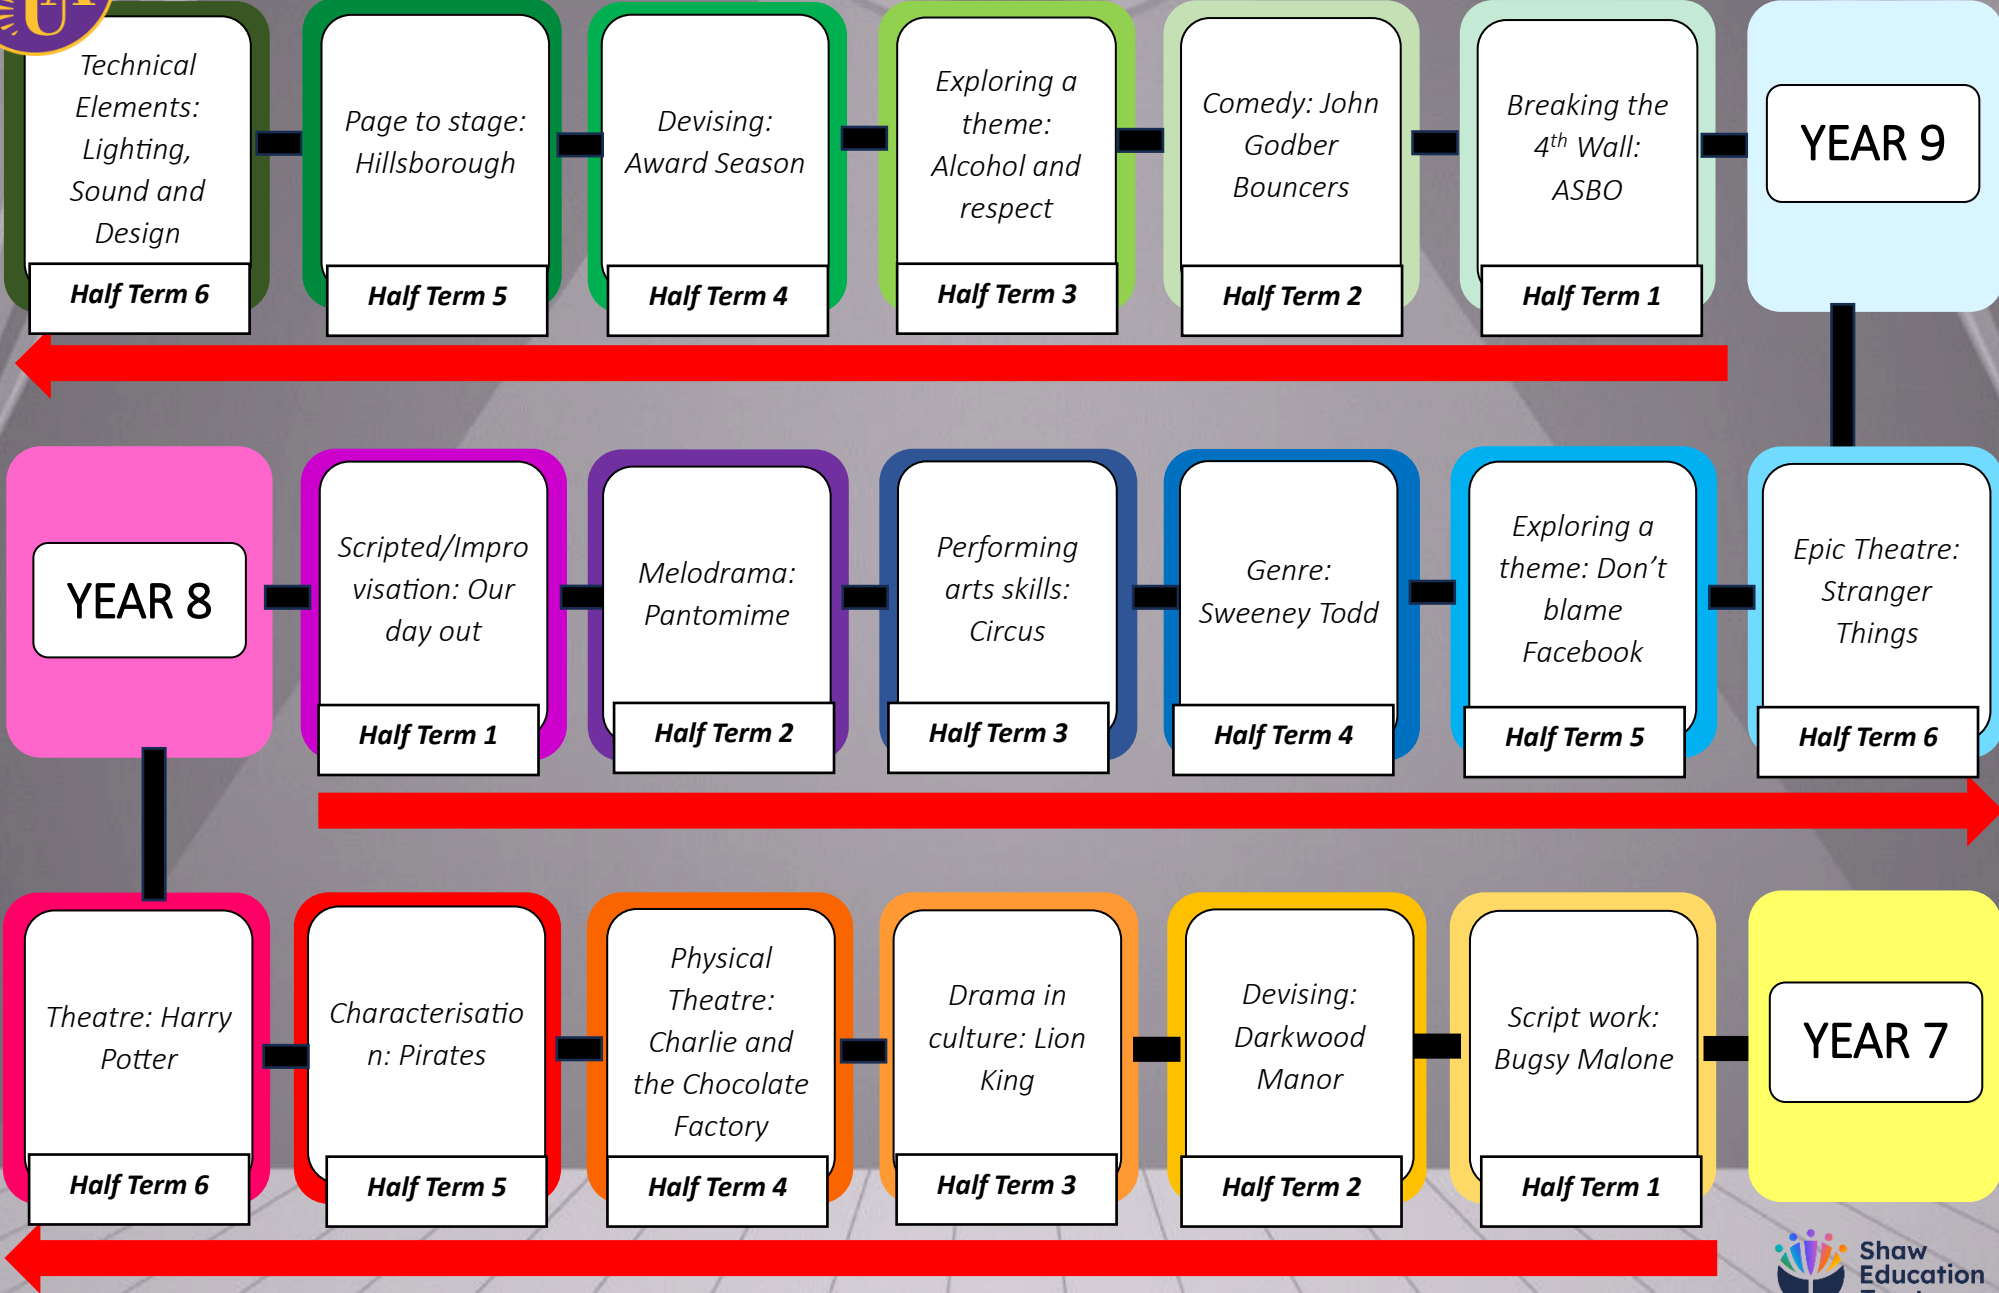 UA
Technical
Elements:
Lighting,
Sound and
Design
Half Term 6
Page to stage:
Hillsborough
Half Term 5
Devising:
Award Season
Half Term 4
Exploring a
theme:
Alcohol and
respect
Half Term 3
Comedy: John
Godber
Bouncers
Half Term 2
Breaking the
4th Wall:
ASBO
Half Term 1
YEAR 9
YEAR 8
Scripted/Impro
visation: Our
day out
Half Term 1
Melodrama:
Pantomime
Half Term 2
Performing
arts skills:
Circus
Half Term 3
Genre:
Sweeney Todd
Half Term 4
Exploring a
theme: Don’t
blame
Facebook
Half Term 5
Epic Theatre:
Stranger
Things
Half Term 6
Theatre: Harry
Potter
Half Term 6
Characterisatio
n: Pirates
Half Term 5
Physical
Theatre:
Charlie and
the Chocolate
Factory
Half Term 4
Drama in
culture: Lion
King
Half Term 3
Devising:
Darkwood
Manor
Half Term 2
Script work:
Bugsy Malone
Half Term 1
YEAR 7
Shaw
Education